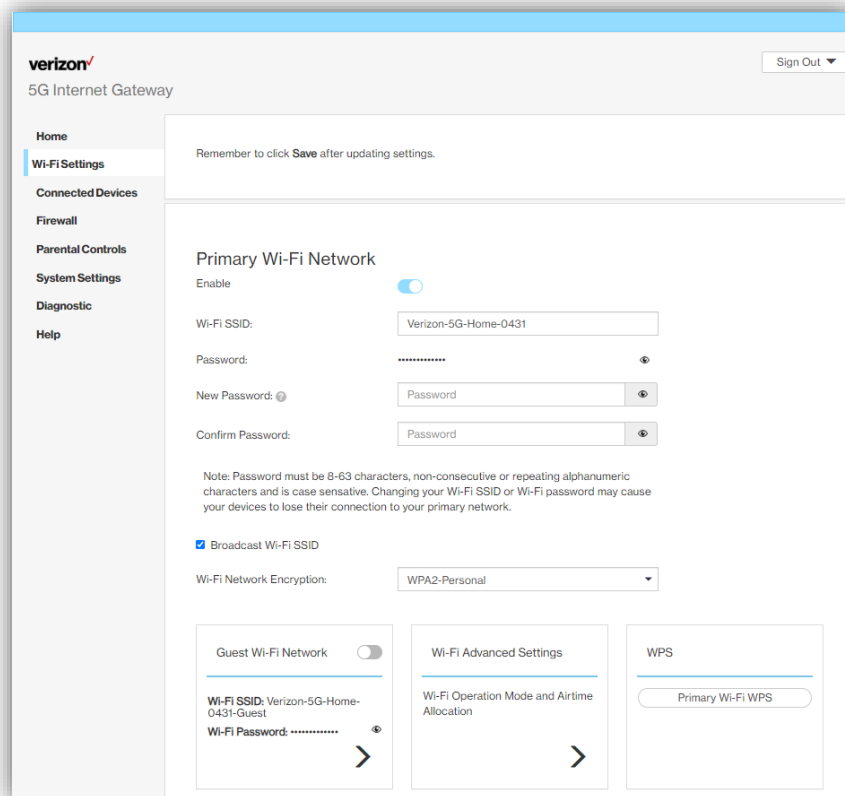 verizon✓
Sign Out
5G Internet Gateway
Home
Wi-Fi Settings
Connected Devices
Firewall
Parental Controls
System Settings
Diagnostic
Help
Remember to click Save after updating settings.
Primary Wi-Fi Network
Enable
Wi-Fi SSID:
Verizon-5G-Home-0431
Password:
•••••••••••••
New Password: ?
Password
Confirm Password:
Password
Note: Password must be 8-63 characters, non-consecutive or repeating alphanumeric
characters and is case sensative. Changing your Wi-Fi SSID or Wi-Fi password may cause
your devices to lose their connection to your primary network.
Broadcast Wi-Fi SSID
Wi-Fi Network Encryption:
WPA2-Personal
Guest Wi-Fi Network
Wi-Fi SSID: Verizon-5G-Home-
0431-Guest
Wi-Fi Password: •••••••••••••
Wi-Fi Advanced Settings
Wi-Fi Operation Mode and Airtime
Allocation
WPS
Primary Wi-Fi WPS